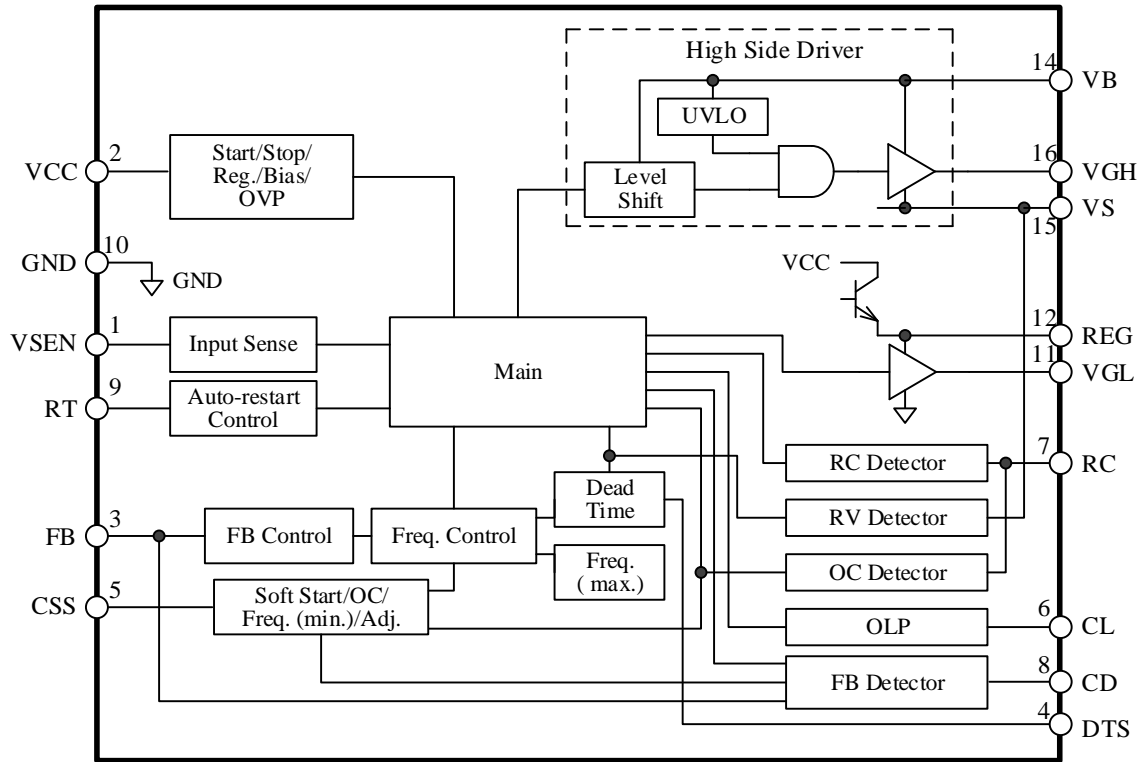 High Side Driver
14
VB
UVLO
2
VCC
Start/Stop/
Reg./Bias/
OVP
16
VGH
Level
Shift
VS
15
10
GND
GND
VCC
1
VSEN
Input Sense
12
REG
Main
11
VGL
9
RT
Auto-restart
Control
7
RC Detector
RC
Dead
Time
RV Detector
3
FB
FB Control
Freq. Control
Freq.
( max.)
OC Detector
5
CSS
Soft Start/OC/
Freq. (min.)/Adj.
6
OLP
CL
8
FB Detector
CD
4
DTS